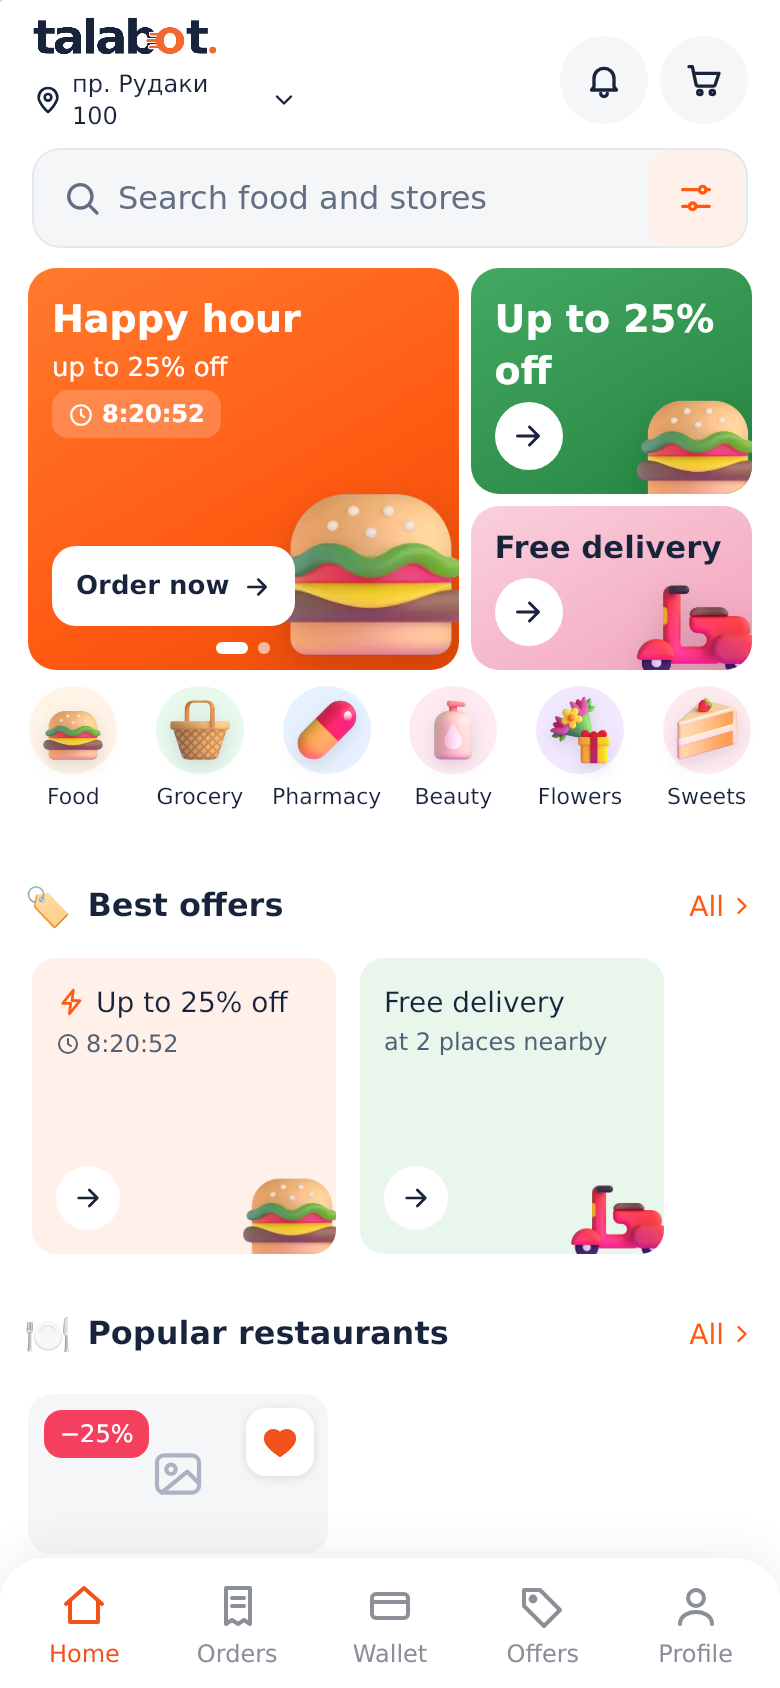 talabot.
пр. Рудаки
100
Search food and stores
Happy hour
up to 25% off
8:20:52
Order now
Up to 25%
off
Free delivery
Food
Grocery
Pharmacy
Beauty
Flowers
Sweets
Best offers
All
Up to 25% off
8:20:52
Free delivery
at 2 places nearby
Popular restaurants
All
−25%
Home
Orders
Wallet
Offers
Profile